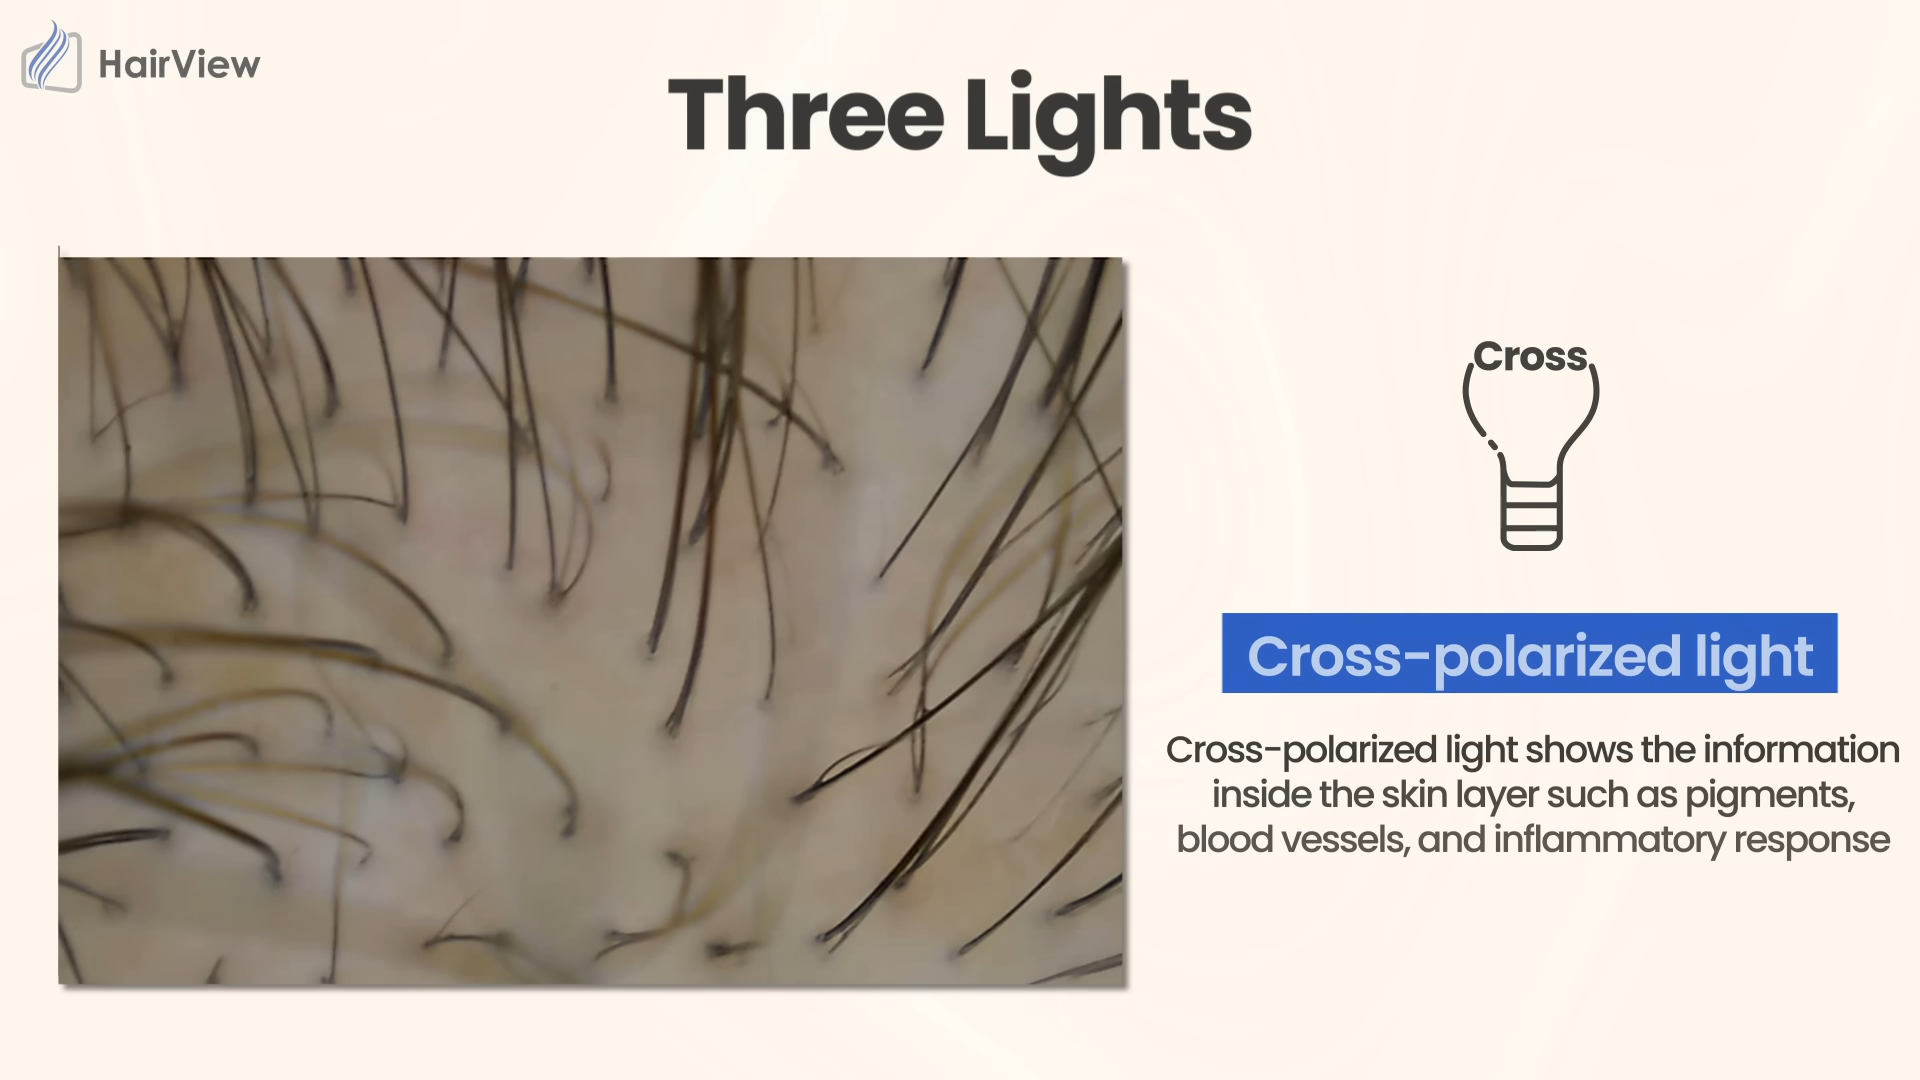 HairView
Three Lights
Cross
Cross-polarized light
Cross-polarized light shows the information
inside the skin layer such as pigments,
blood vessels, and inflammatory response